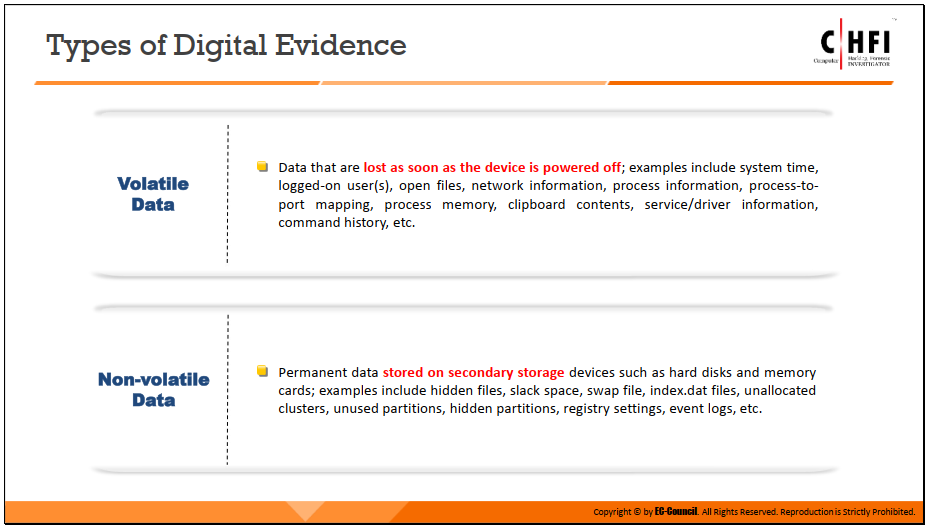 Types of Digital Evidence
CHFI
Computer
Hacking Forensic
INVESTIGATOR
Volatile
Data
Data that are lost as soon as the device is powered off; examples include system time,
logged-on user(s), open files, network information, process information, process-to-
port mapping, process memory, clipboard contents, service/driver information,
command history, etc.
Non-volatile
Data
Permanent data stored on secondary storage devices such as hard disks and memory
cards; examples include hidden files, slack space, swap file, index.dat files, unallocated
clusters, unused partitions, hidden partitions, registry settings, event logs, etc.
Copyright © by EC-Council. All Rights Reserved. Reproduction is Strictly Prohibited.